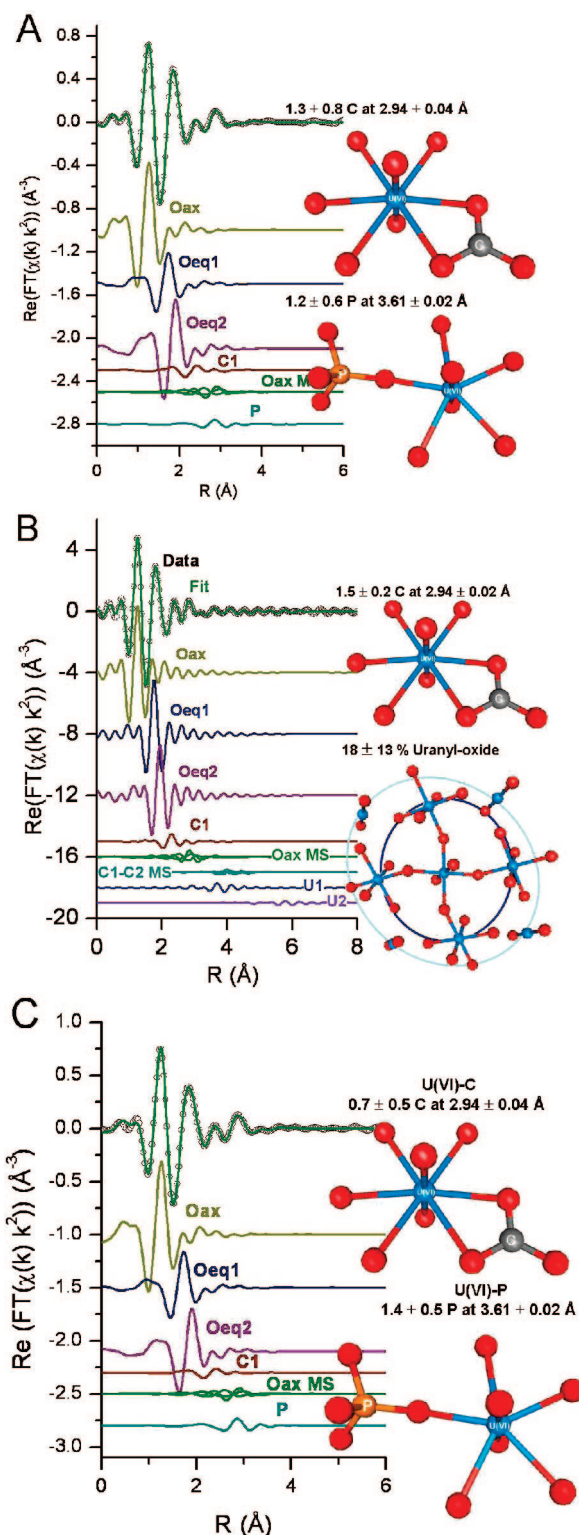 A
0.8
0.4
0.0
-0.4
-0.8
-1.2
-1.6
-2.0
-2.4
-2.8
Re(FT(χ(k) k²)) (Å⁻³)
1.3 ± 0.8 C at 2.94 ± 0.04 Å
U(VI)
C
Oax
Oeq1
1.2 ± 0.6 P at 3.61 ± 0.02 Å
Oeq2
C1
Oax M
P
P
U(VI)
0 2 4 6
R (Å)
B
4
0
-4
-8
-12
-16
-20
Re(FT(χ(k) k²)) (Å⁻³)
Data
Fit
1.5 ± 0.2 C at 2.94 ± 0.02 Å
U(VI)
C
Oax
Oeq1
18 ± 13 % Uranyl-oxide
Oeq2
C1
Oax MS
C1-C2 MS
U1
U2
0 2 4 6 8
R (Å)
C
1.0
0.5
0.0
-0.5
-1.0
-1.5
-2.0
-2.5
-3.0
Re (FT(χ(k) k²)) (Å⁻³)
U(VI)-C
0.7 ± 0.5 C at 2.94 ± 0.04 Å
U(VI)
C
Oax
Oeq1
U(VI)-P
1.4 ± 0.5 P at 3.61 ± 0.02 Å
Oeq2
C1
Oax MS
P
P
U(VI)
0 2 4 6
R (Å)